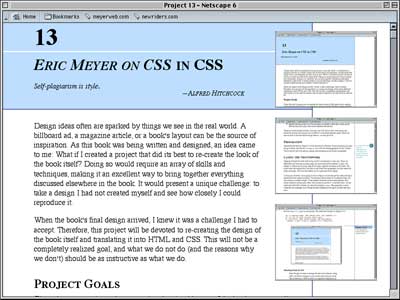 Project 13 – Netscape 6
Home Bookmarks meyerweb.com newriders.com
13
ERIC MEYER ON CSS IN CSS
Self-plagiarism is style.
—ALFRED HITCHCOCK
Design ideas often are sparked by things we see in the real world. A
billboard ad, a magazine article, or a book's layout can be the source of
inspiration. As this book was being written and designed, an idea came
to me: What if I created a project that did its best to re-create the look of
the book itself? Doing so would require an array of skills and
techniques, making it an excellent way to bring together everything
discussed elsewhere in the book. It would present a unique challenge: to
take a design I had not created myself and see how closely I could
reproduce it.
When the book's final design arrived, I knew it was a challenge I had to
accept. Therefore, this project will be devoted to re-creating the design of
the book itself and translating it into HTML and CSS. This will not be a
completely realized goal, and what we do not do (and the reasons why
we don't) should be as instructive as what we do.
PROJECT GOALS